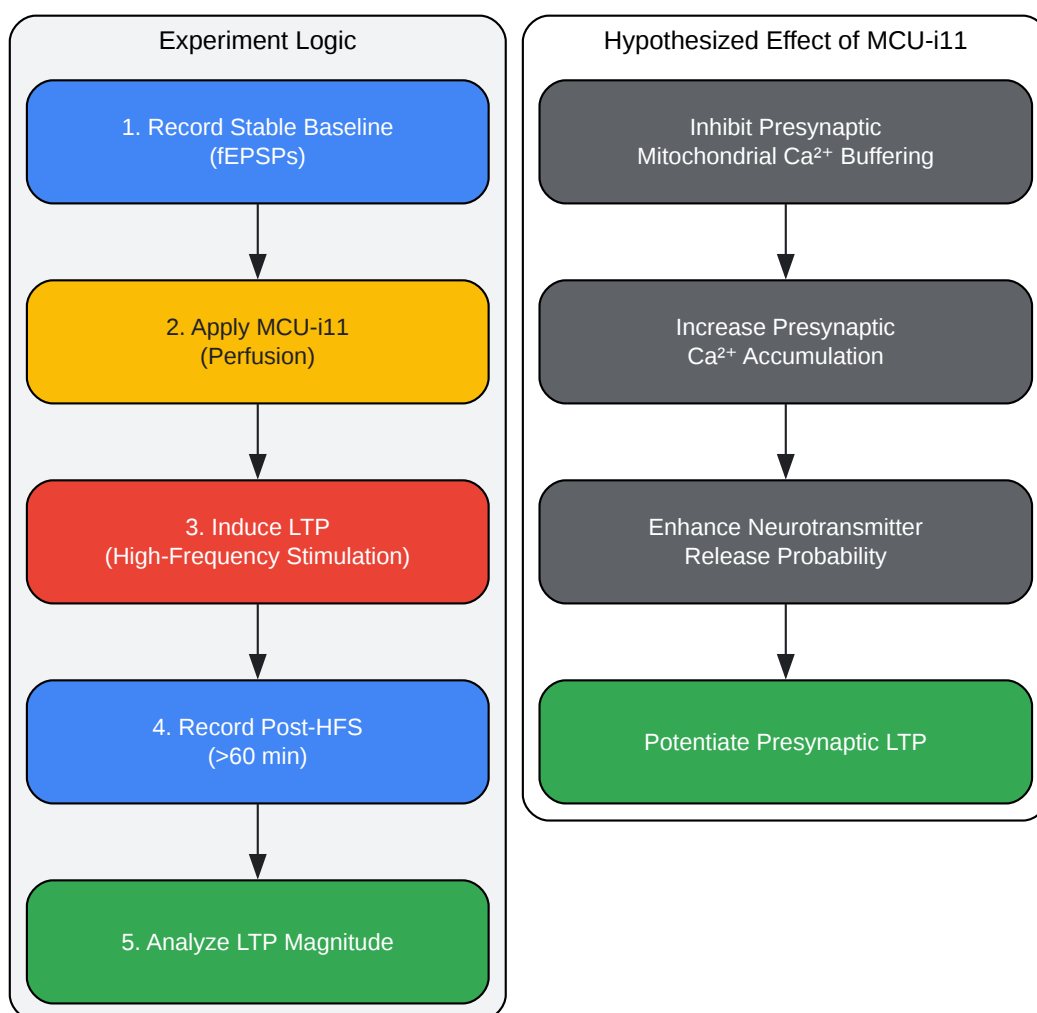 Experiment Logic
1. Record Stable Baseline
(fEPSPs)
2. Apply MCU-i11
(Perfusion)
3. Induce LTP
(High-Frequency Stimulation)
4. Record Post-HFS
(>60 min)
5. Analyze LTP Magnitude
Hypothesized Effect of MCU-i11
Inhibit Presynaptic
Mitochondrial Ca²⁺ Buffering
Increase Presynaptic
Ca²⁺ Accumulation
Enhance Neurotransmitter
Release Probability
Potentiate Presynaptic LTP